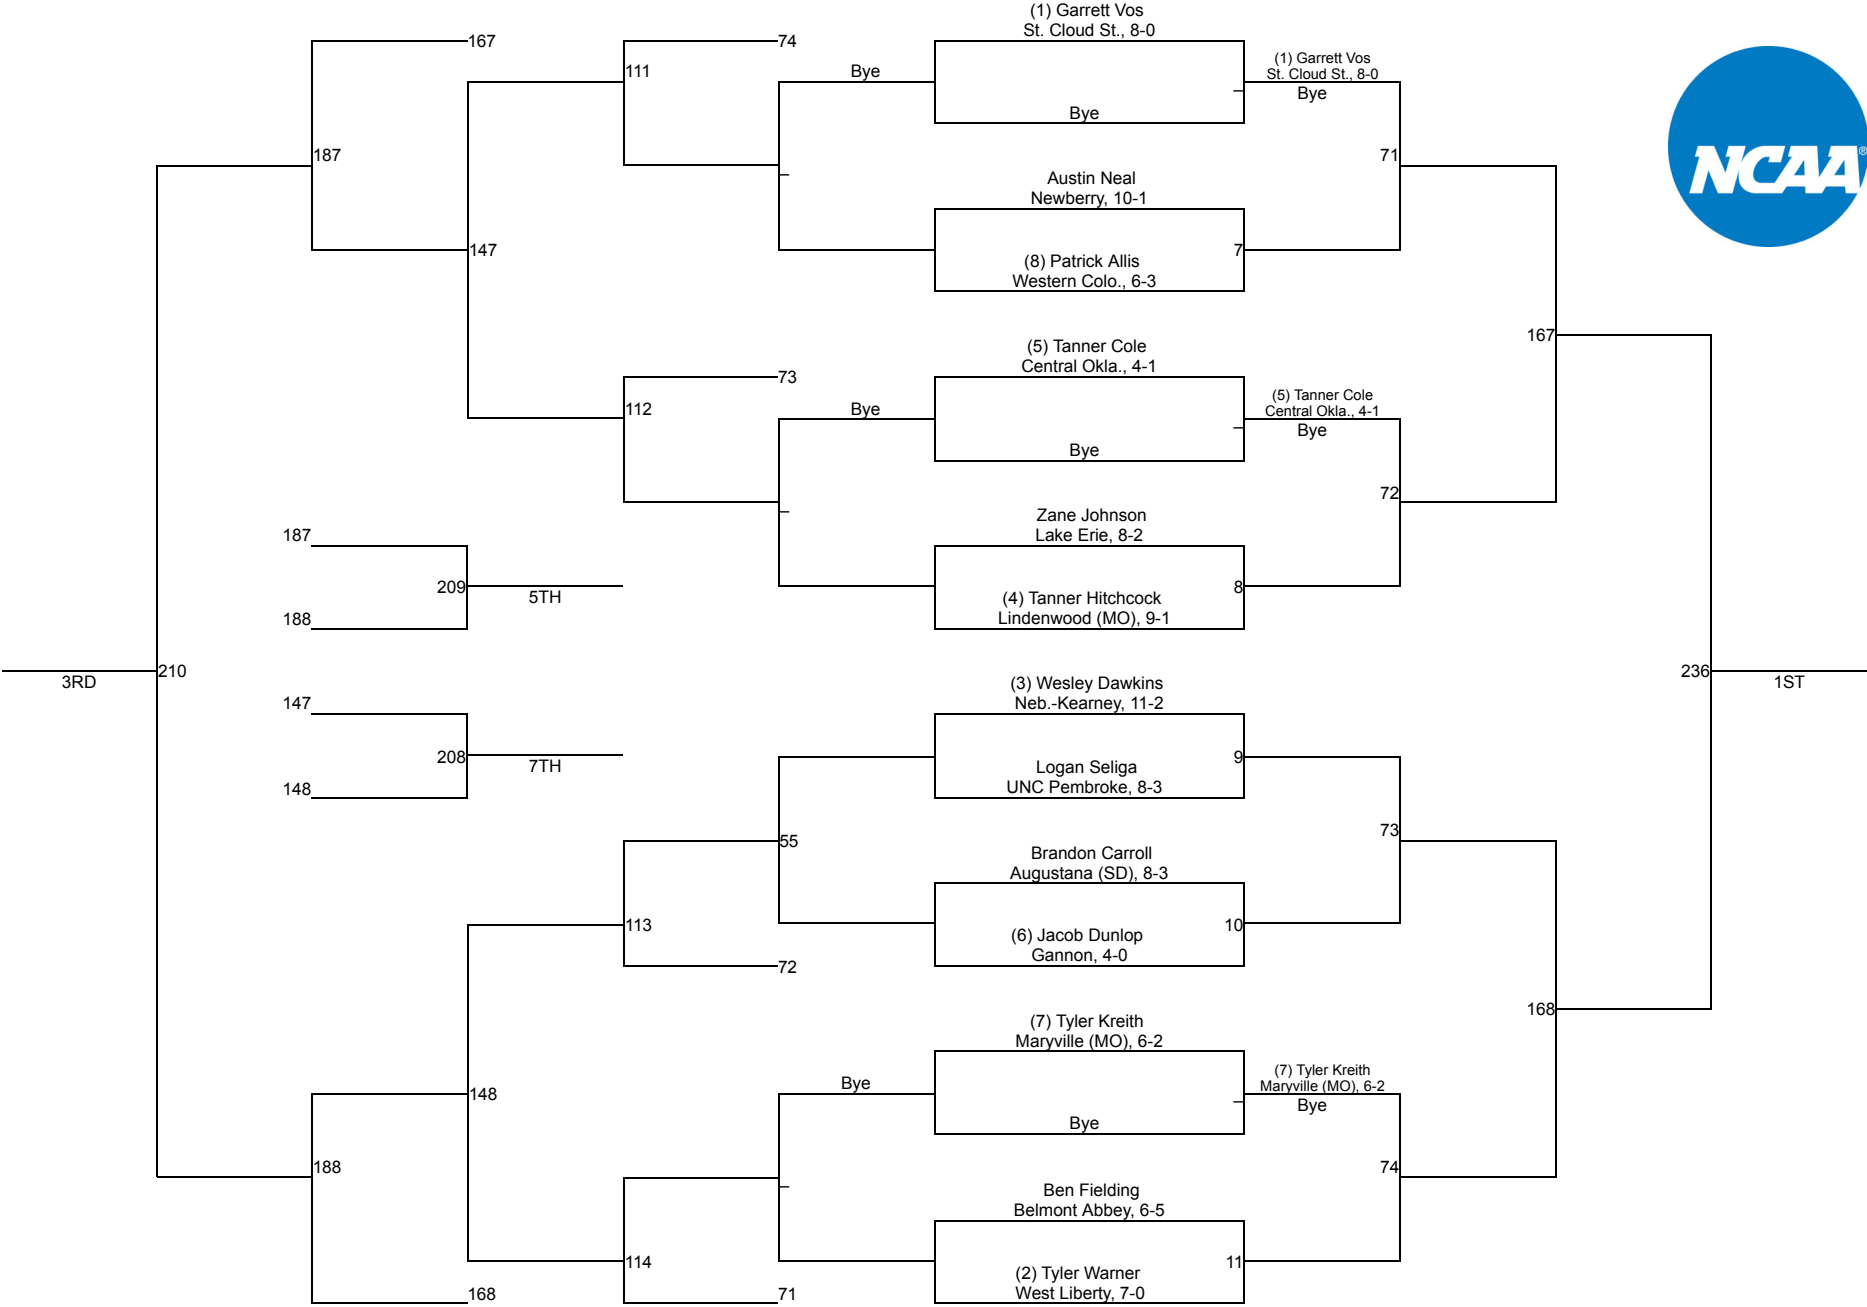 (1) Garrett Vos
St. Cloud St., 8-0
167
74
111
Bye
(1) Garrett Vos
St. Cloud St., 8-0
Bye
Bye
NCAA®
187
71
Austin Neal
Newberry, 10-1
147
7
(8) Patrick Allis
Western Colo., 6-3
167
(5) Tanner Cole
Central Okla., 4-1
73
112
Bye
(5) Tanner Cole
Central Okla., 4-1
Bye
Bye
72
Zane Johnson
Lake Erie, 8-2
187
209
5TH
8
(4) Tanner Hitchcock
Lindenwood (MO), 9-1
188
210
3RD
236
1ST
(3) Wesley Dawkins
Neb.-Kearney, 11-2
147
208
7TH
9
Logan Seliga
UNC Pembroke, 8-3
148
73
55
Brandon Carroll
Augustana (SD), 8-3
113
10
(6) Jacob Dunlop
Gannon, 4-0
72
168
(7) Tyler Kreith
Maryville (MO), 6-2
148
Bye
(7) Tyler Kreith
Maryville (MO), 6-2
Bye
Bye
188
74
Ben Fielding
Belmont Abbey, 6-5
114
11
(2) Tyler Warner
West Liberty, 7-0
168
71